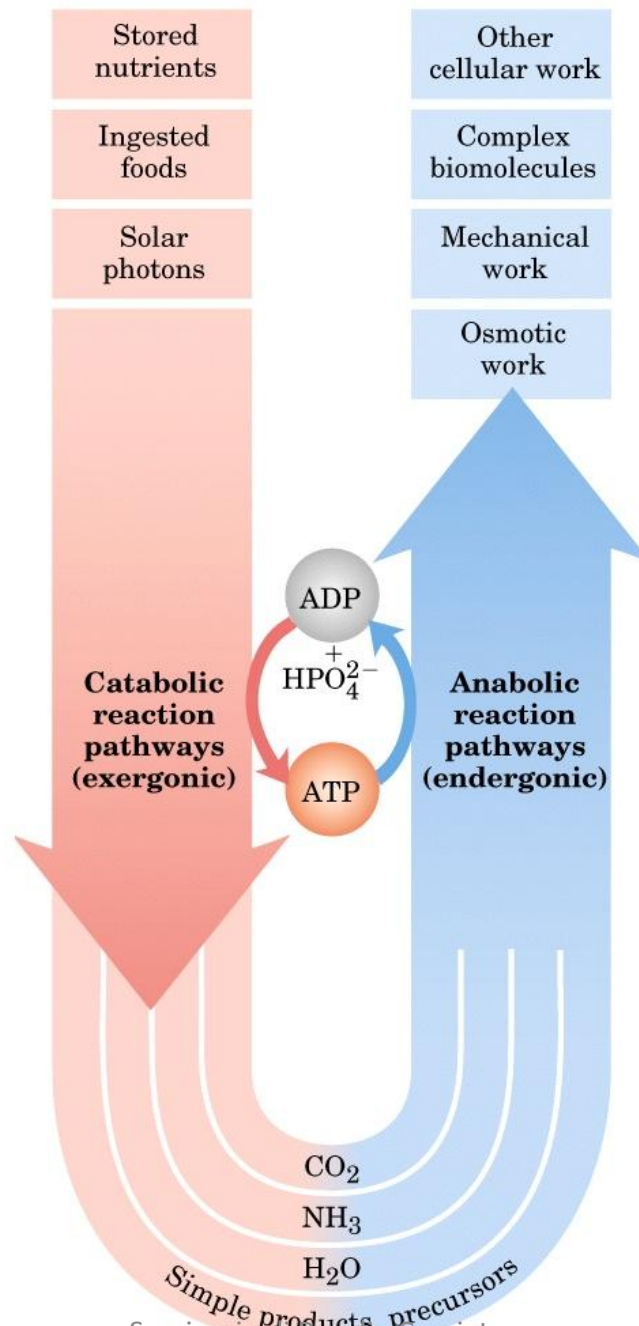 Stored
nutrients
Ingested
foods
Solar
photons
Other
cellular work
Complex
biomolecules
Mechanical
work
Osmotic
work
ADP
+
HPO₄²⁻
ATP
Catabolic
reaction
pathways
(exergonic)
Anabolic
reaction
pathways
(endergonic)
CO₂
NH₃
H₂O
Simple products, precursors